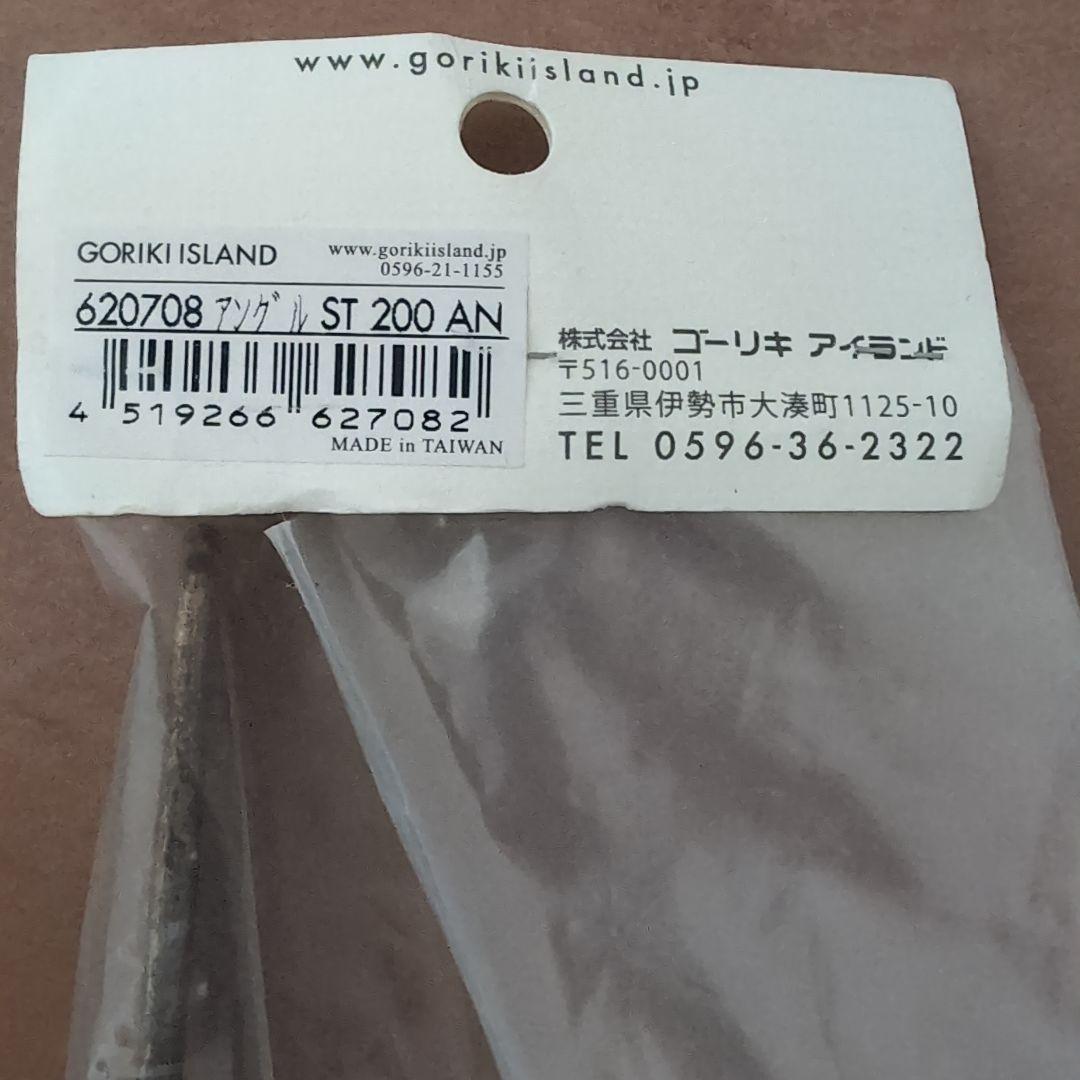 www.gorikiisland.jp
GORIKI ISLAND www.gorikiisland.jp
0596-21-1155
620708 アングル ST 200 AN
4 519266 627082
MADE in TAIWAN
株式会社 ゴーリキ アイランド
〒516-0001
三重県伊勢市大湊町1125-10
TEL 0596-36-2322